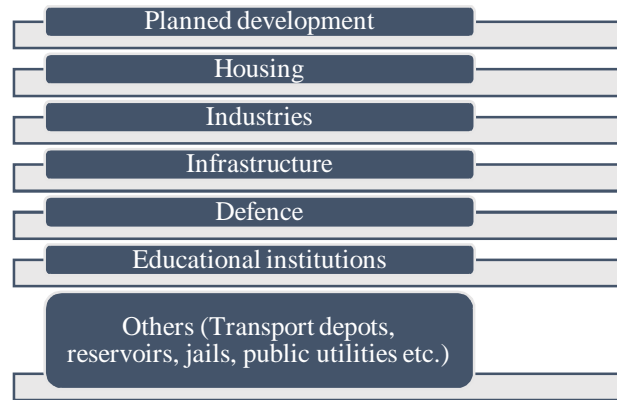 Planned development
Housing
Industries
Infrastructure
Defence
Educational institutions
Others (Transport depots,
reservoirs, jails, public utilities etc.)